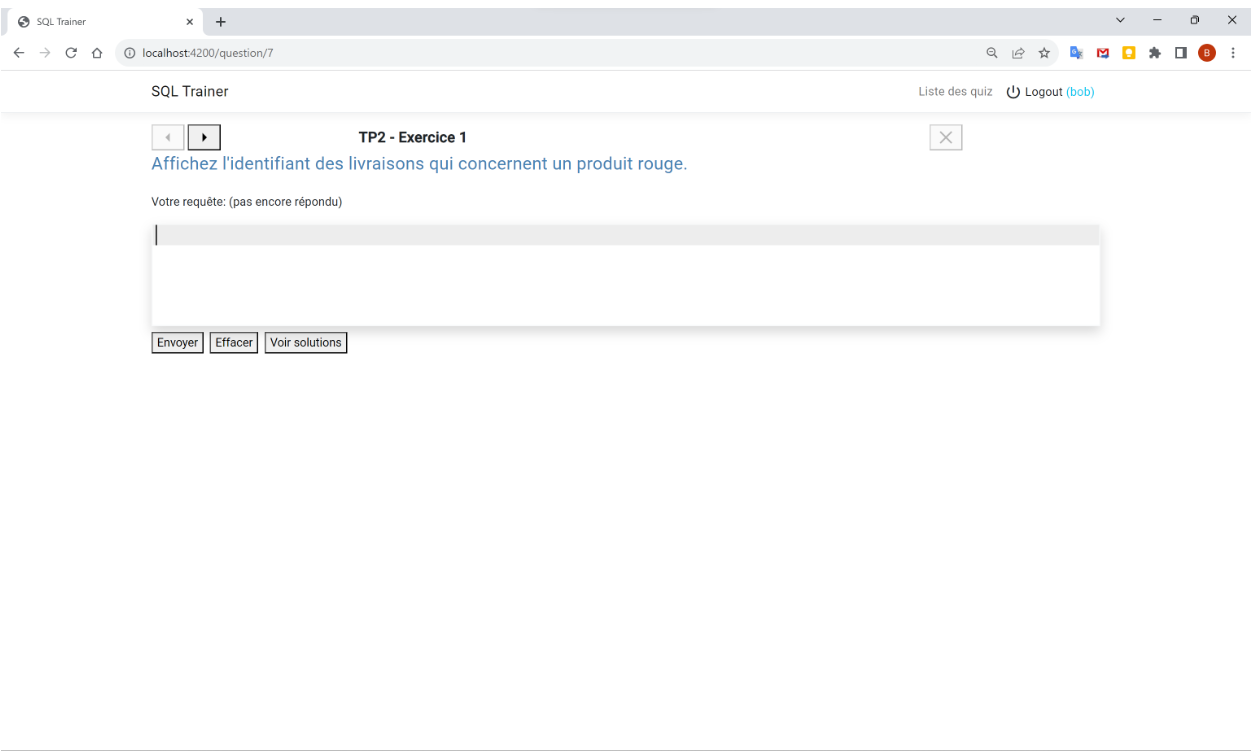 SQL Trainer
localhost:4200/question/7
B
SQL Trainer
Liste des quiz Logout (bob)
TP2 - Exercice 1
Affichez l'identifiant des livraisons qui concernent un produit rouge.
Votre requête: (pas encore répondu)
Envoyer Effacer Voir solutions